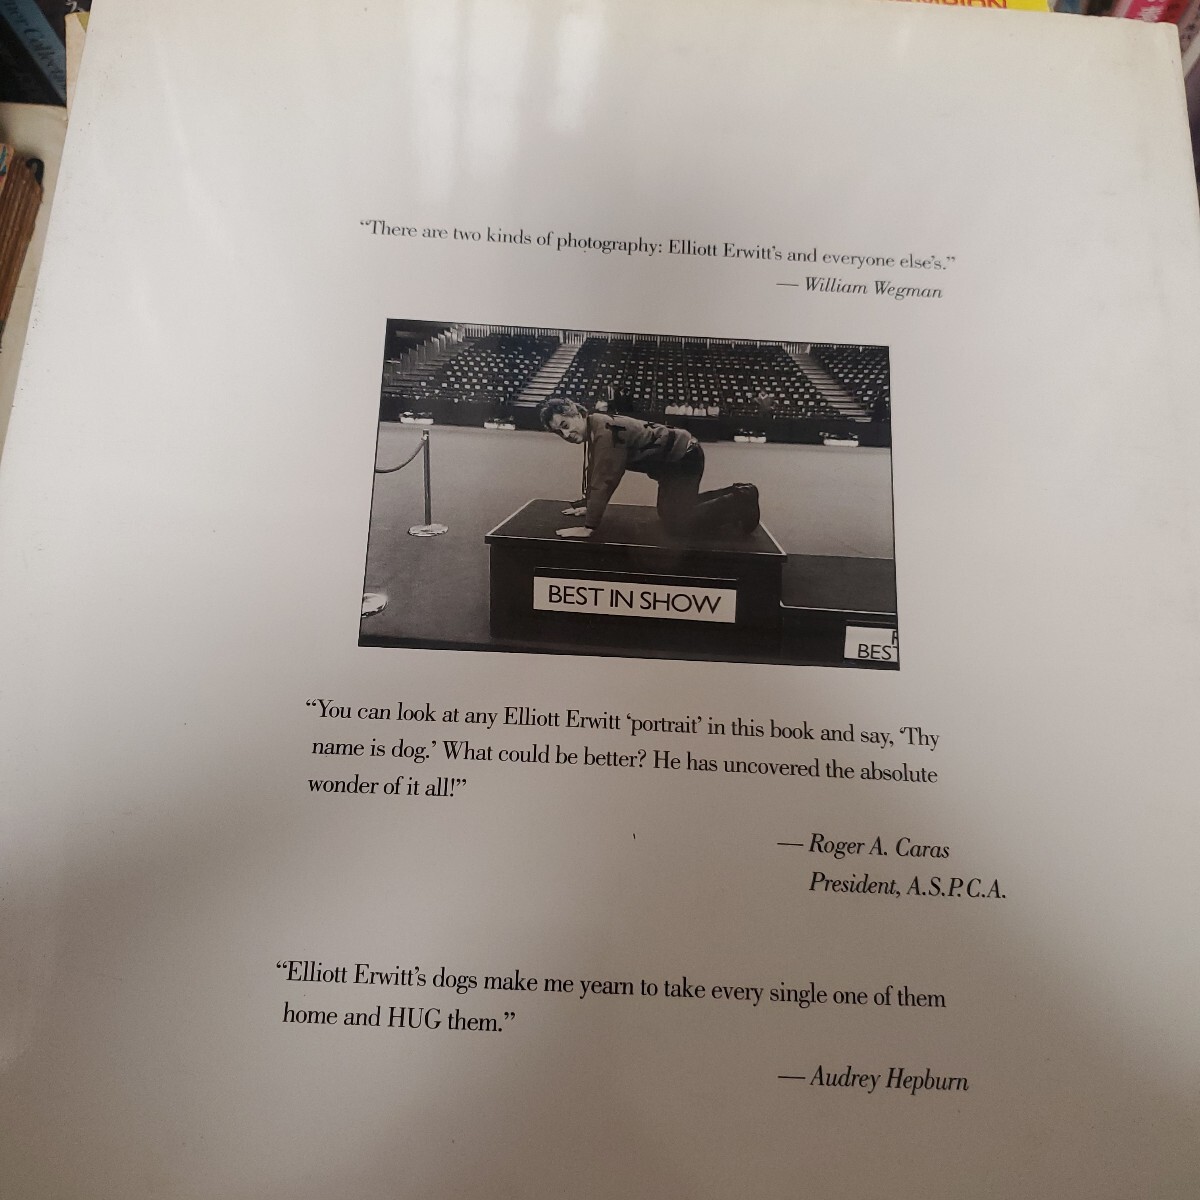 “There are two kinds of photography: Elliott Erwitt’s and everyone else’s.”
— William Wegman
BEST IN SHOW
BES
“You can look at any Elliott Erwitt ‘portrait’ in this book and say, ‘Thy
name is dog.’ What could be better? He has uncovered the absolute
wonder of it all!”
— Roger A. Caras
President, A.S.P.C.A.
“Elliott Erwitt’s dogs make me yearn to take every single one of them
home and HUG them.”
— Audrey Hepburn